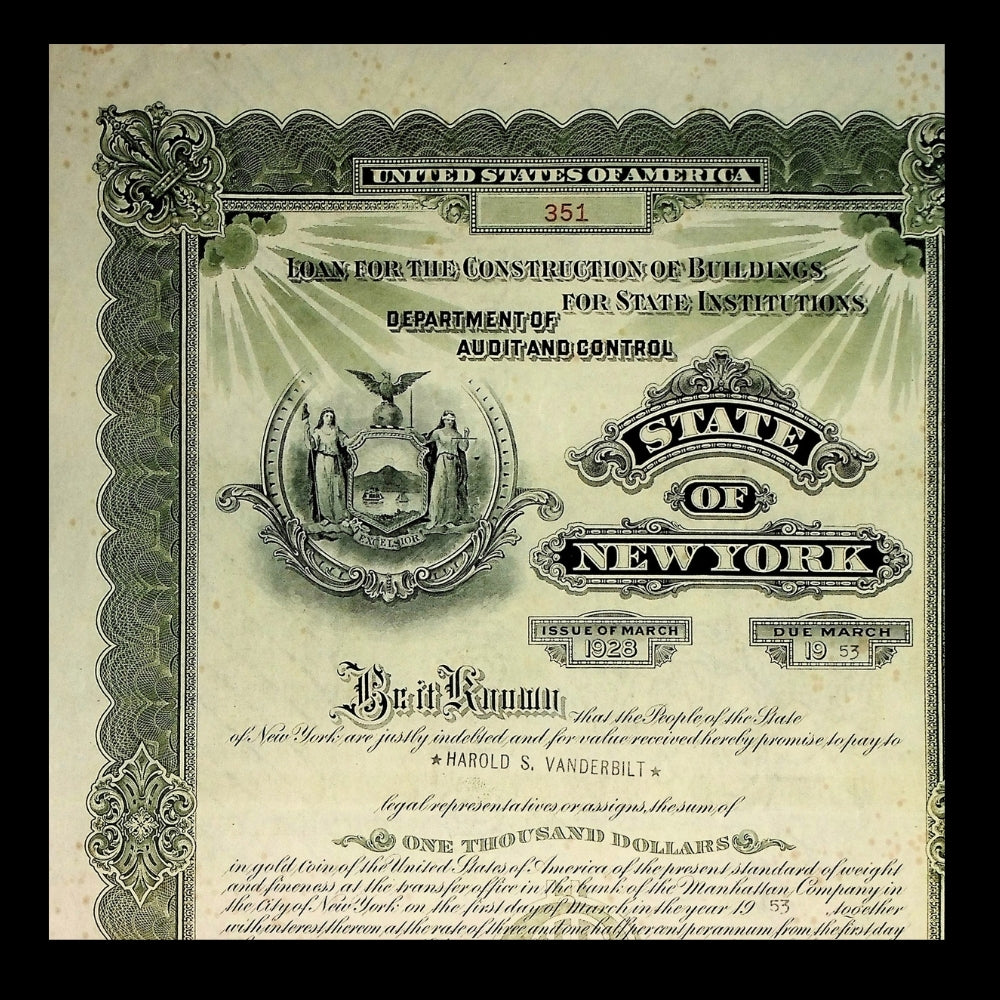 UNITED STATES OF AMERICA
351
LOAN FOR THE CONSTRUCTION OF BUILDINGS
FOR STATE INSTITUTIONS
DEPARTMENT OF
AUDIT AND CONTROL
EXCELSIOR
STATE
OF
NEW YORK
ISSUE OF MARCH
1928
DUE MARCH
19 53
Be it Known that the People of the State
of New York are justly indebted and for value received hereby promise to pay to
★HAROLD S. VANDERBILT★
legal representatives or assigns, the sum of
ONE THOUSAND DOLLARS
in gold coin of the United States of America of the present standard of weight
and fineness at the transfer office in the bank of the Manhattan Company in
the City of New York on the first day of March in the year 19 53 together
with interest thereon, at the rate of three and one half per cent per annum, from the first day